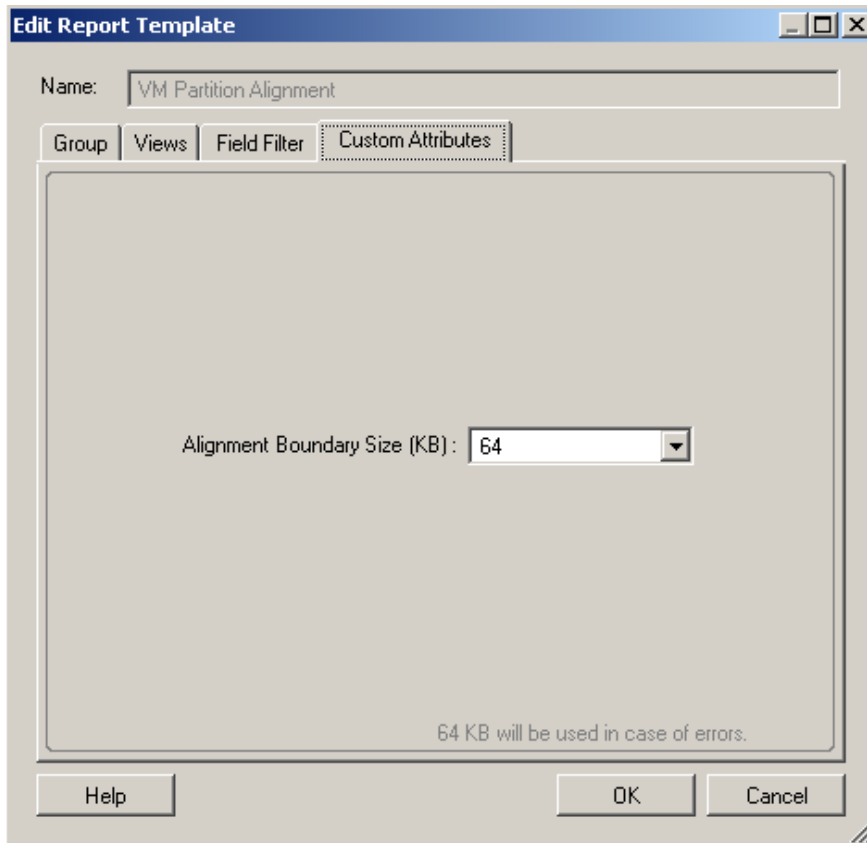 Edit Report Template
Name: VM Partition Alignment
Group Views Field Filter Custom Attributes
Alignment Boundary Size (KB) : 64
64 KB will be used in case of errors.
Help OK Cancel